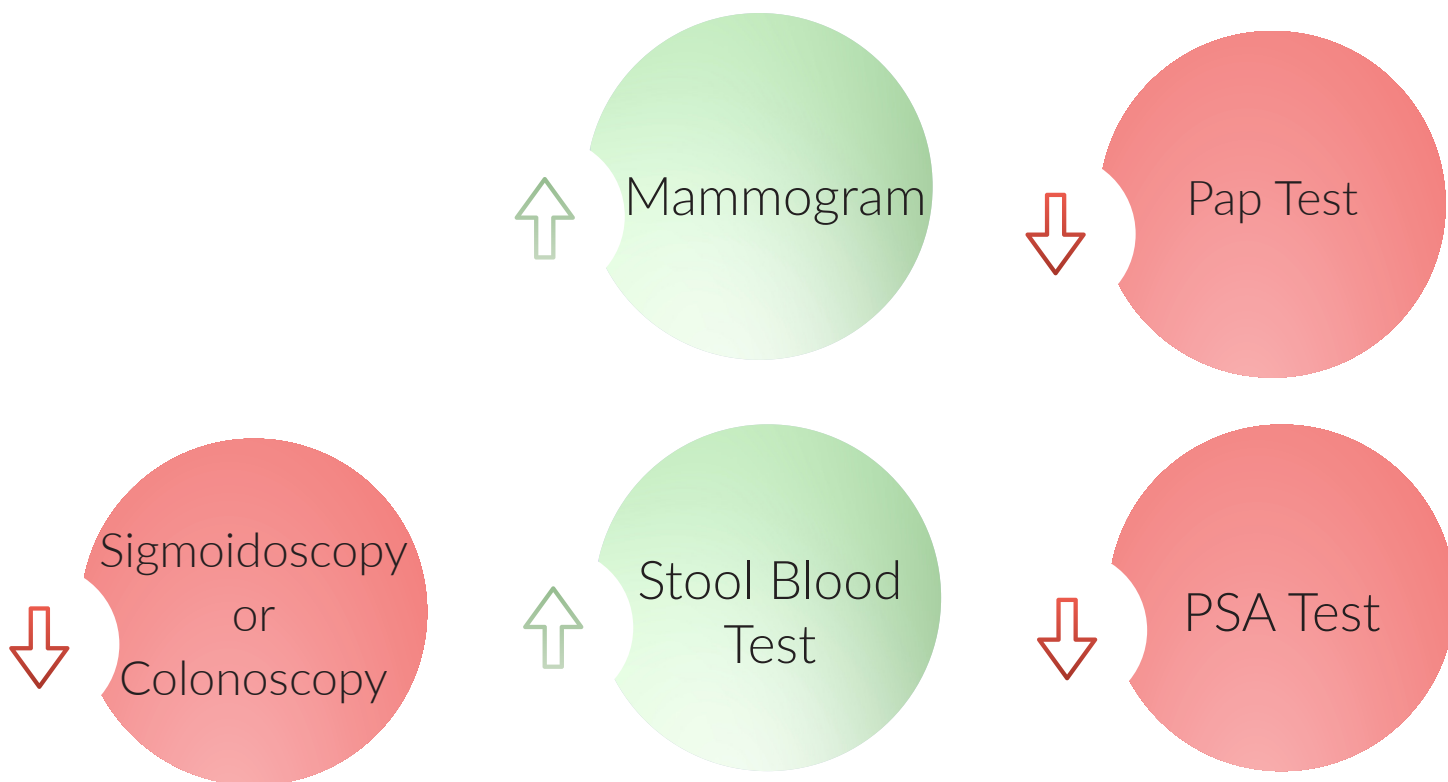 Mammogram
Pap Test
Sigmoidoscopy
or
Colonoscopy
Stool Blood
Test
PSA Test